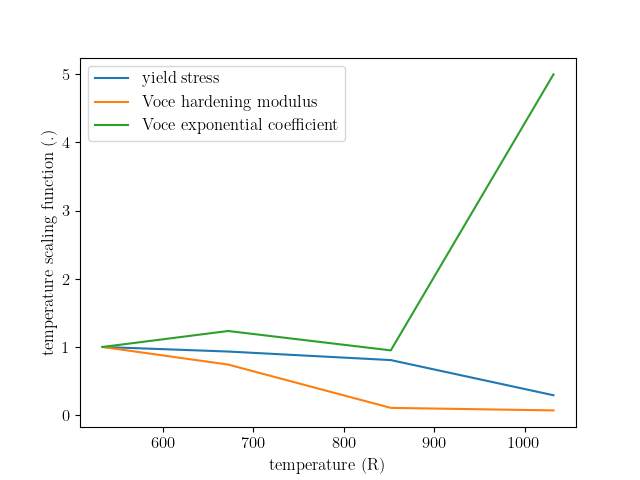 yield stress
Voce hardening modulus
Voce exponential coefficient
5
4
3
2
1
0
temperature scaling function (.)
600 700 800 900 1000
temperature (R)